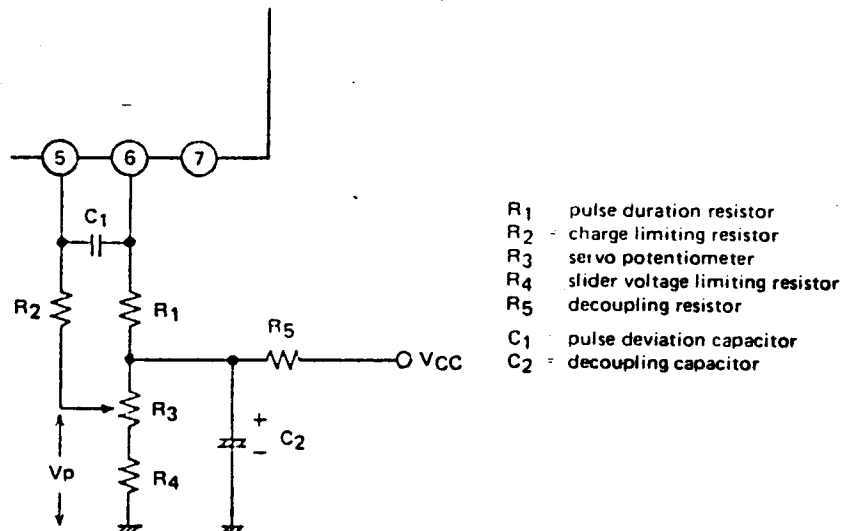 5 6 7
C1
R2
R1
R5
VCC
R3
+
C2
-
Vp
R4
R1 pulse duration resistor
R2 - charge limiting resistor
R3 servo potentiometer
R4 slider voltage limiting resistor
R5 decoupling resistor
C1 pulse deviation capacitor
C2 = decoupling capacitor